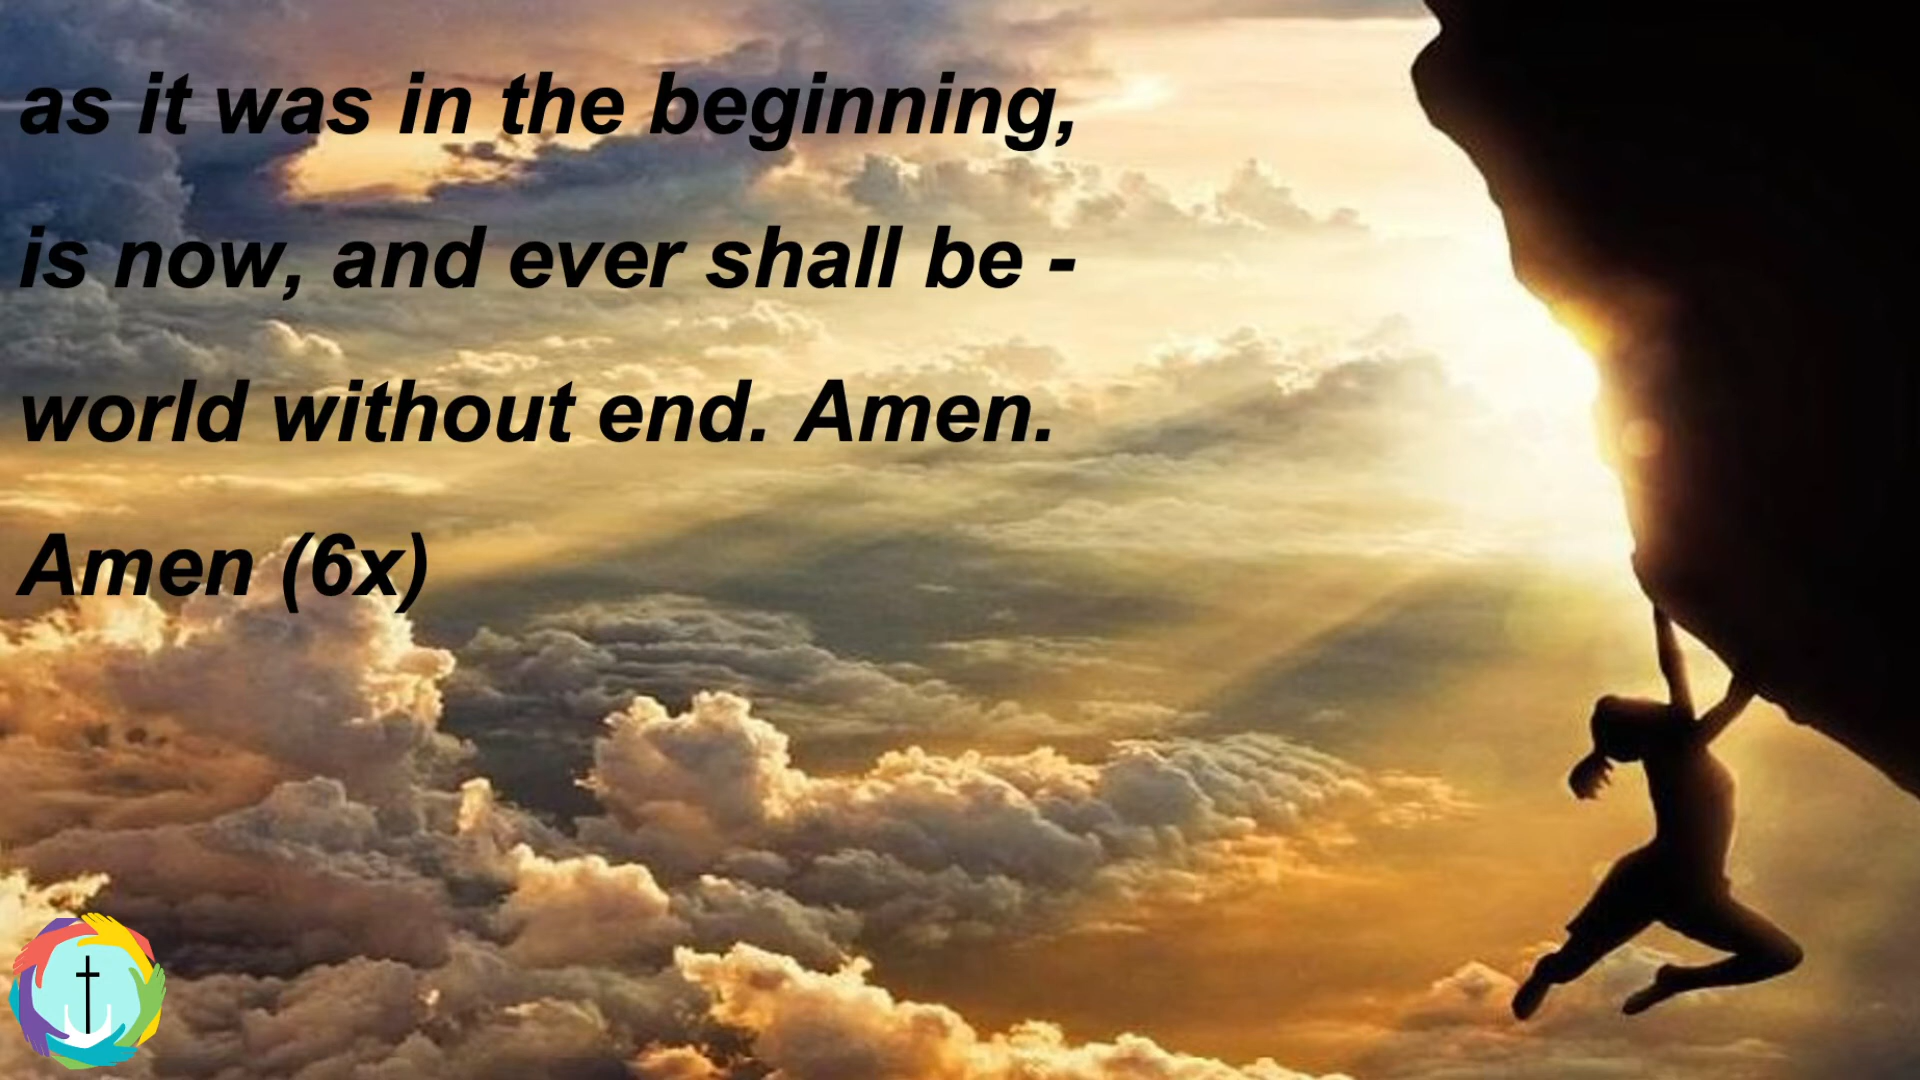 as it was in the beginning,
is now, and ever shall be -
world without end. Amen.
Amen (6x)